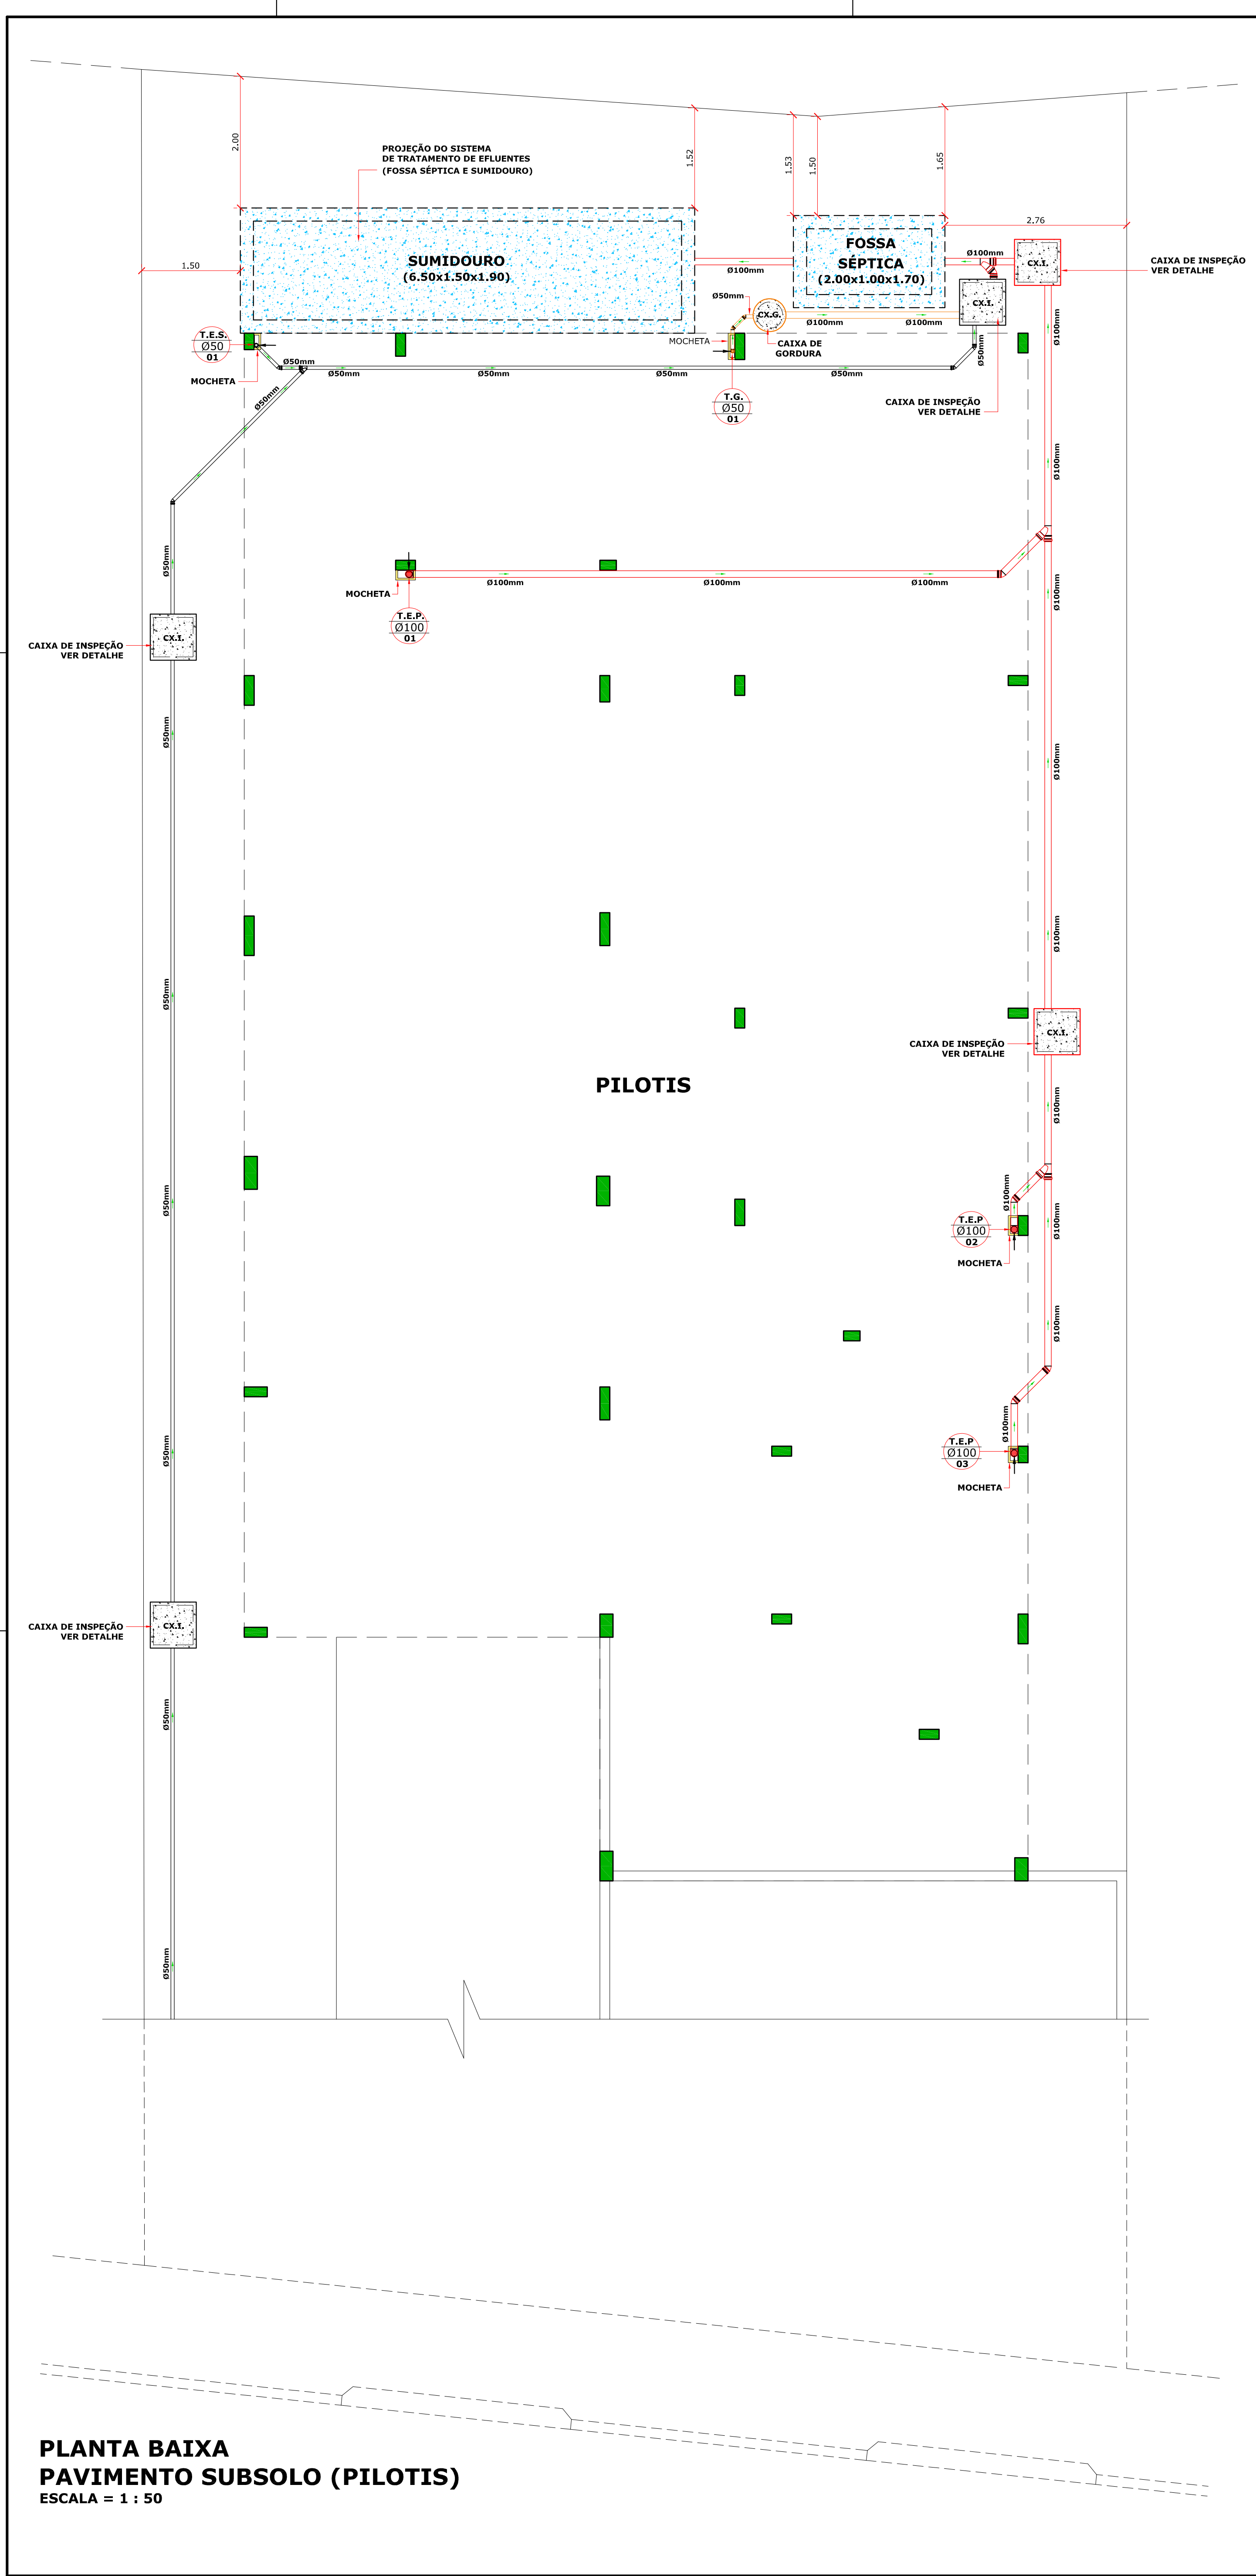 2.00
PROJEÇÃO DO SISTEMA
DE TRATAMENTO DE EFLUENTES
(FOSSA SÉPTICA E SUMIDOURO)
1.52
1.53
1.50
1.65
2.76
1.50
SUMIDOURO
(6.50x1.50x1.90)
FOSSA
SÉPTICA
(2.00x1.00x1.70)
Ø100mm
Ø100mm
CX.I.
CAIXA DE INSPEÇÃO
VER DETALHE
Ø50mm
CX.G.
Ø100mm
Ø100mm
CX.I.
Ø100mm
T.E.S.
Ø50
01
MOCHETA
MOCHETA
CAIXA DE
GORDURA
Ø50mm
Ø50mm
Ø50mm
Ø50mm
Ø50mm
Ø50mm
Ø50mm
Ø50mm
T.G.
Ø50
01
CAIXA DE INSPEÇÃO
VER DETALHE
Ø100mm
Ø50mm
MOCHETA
Ø100mm
Ø100mm
Ø100mm
Ø100mm
T.E.P.
Ø100
01
CAIXA DE INSPEÇÃO
VER DETALHE
CX.I.
Ø50mm
Ø100mm
Ø100mm
Ø50mm
CAIXA DE INSPEÇÃO
VER DETALHE
CX.I.
PILOTIS
Ø100mm
Ø50mm
Ø100mm
Ø100mm
T.E.P
Ø100
02
MOCHETA
Ø100mm
Ø50mm
Ø100mm
T.E.P
Ø100
03
MOCHETA
CAIXA DE INSPEÇÃO
VER DETALHE
CX.I.
Ø50mm
Ø50mm
PLANTA BAIXA
PAVIMENTO SUBSOLO (PILOTIS)
ESCALA = 1 : 50